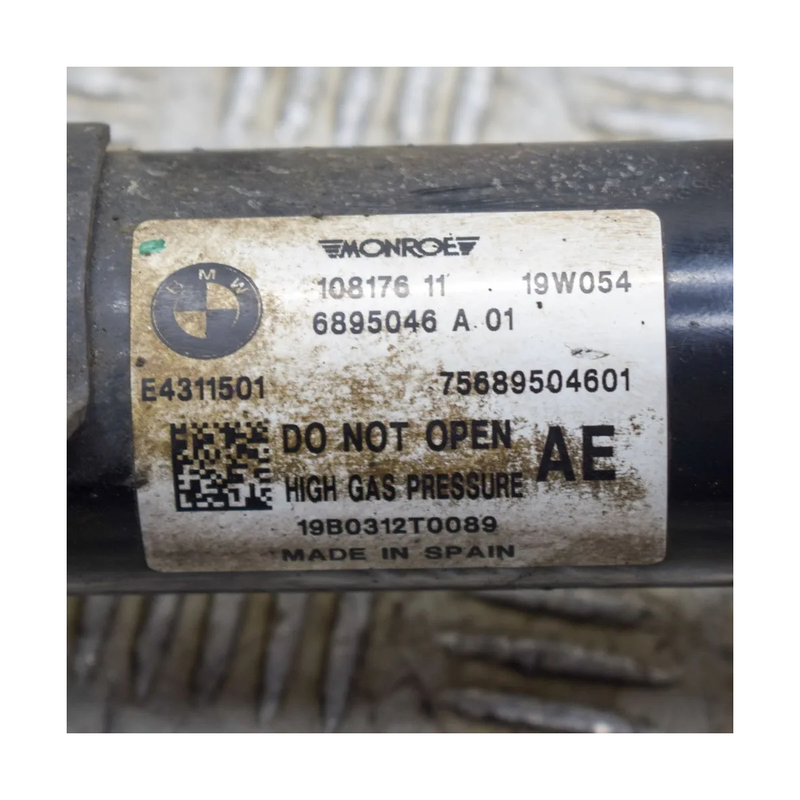 MONROE
BMW
108176 11 19W054
6895046 A 01
E4311501 75689504601
DO NOT OPEN AE
HIGH GAS PRESSURE
19B0312T0089
MADE IN SPAIN